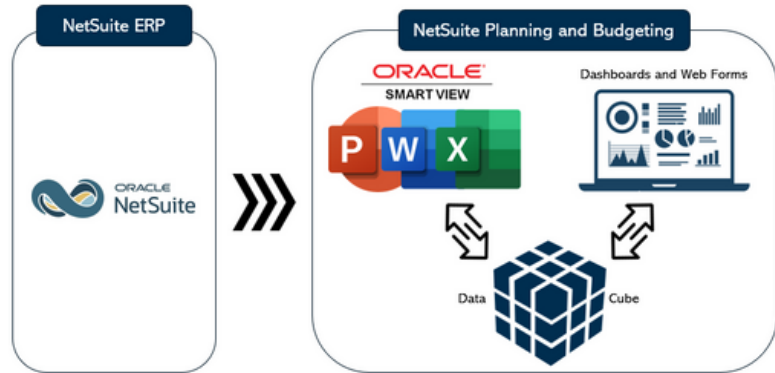 NetSuite ERP
ORACLE
NetSuite
NetSuite Planning and Budgeting
ORACLE®
SMART VIEW
P W X
Dashboards and Web Forms
Data Cube